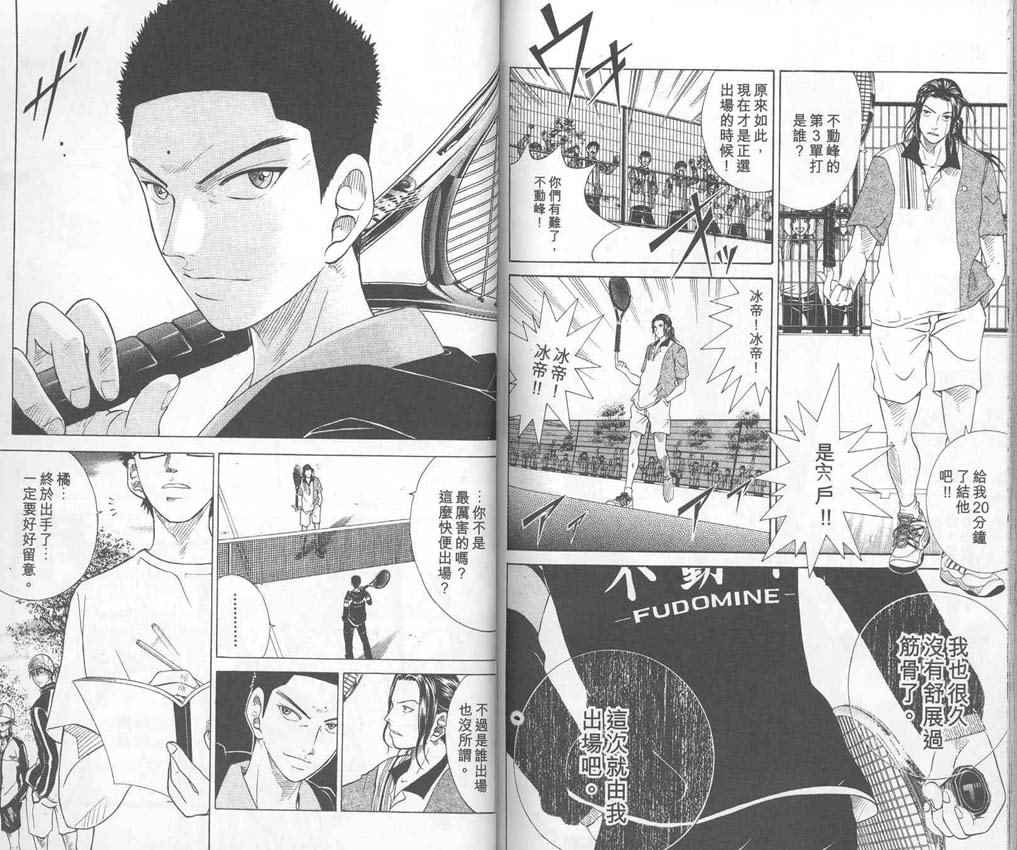 不動峰的
第3單打
是誰？
原來如此，
現在才是正選
出場的時候！
你們有難了，
不動峰！
冰帝！冰帝！
冰帝！
冰帝!!
是宍戶!!
給我20分鐘
了結他
吧!!
FUDOMINE
我也很久
沒有舒展過
筋骨了。
這次就由我
出場吧。
…你不是
最厲害的嗎？
這麼快便出場？
………
不過是誰出場
也沒所謂。
橘…
終於出手了…
一定要好好留意。